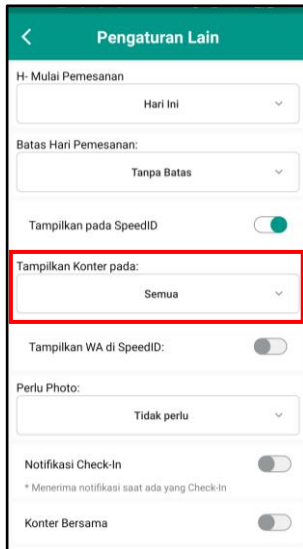 Pengaturan Lain
H- Mulai Pemesanan
Hari Ini
Batas Hari Pemesanan:
Tanpa Batas
Tampilkan pada SpeedID
Tampilkan Konter pada:
Semua
Tampilkan WA di SpeedID:
Perlu Photo:
Tidak perlu
Notifikasi Check-In
* Menerima notifikasi saat ada yang Check-In
Konter Bersama